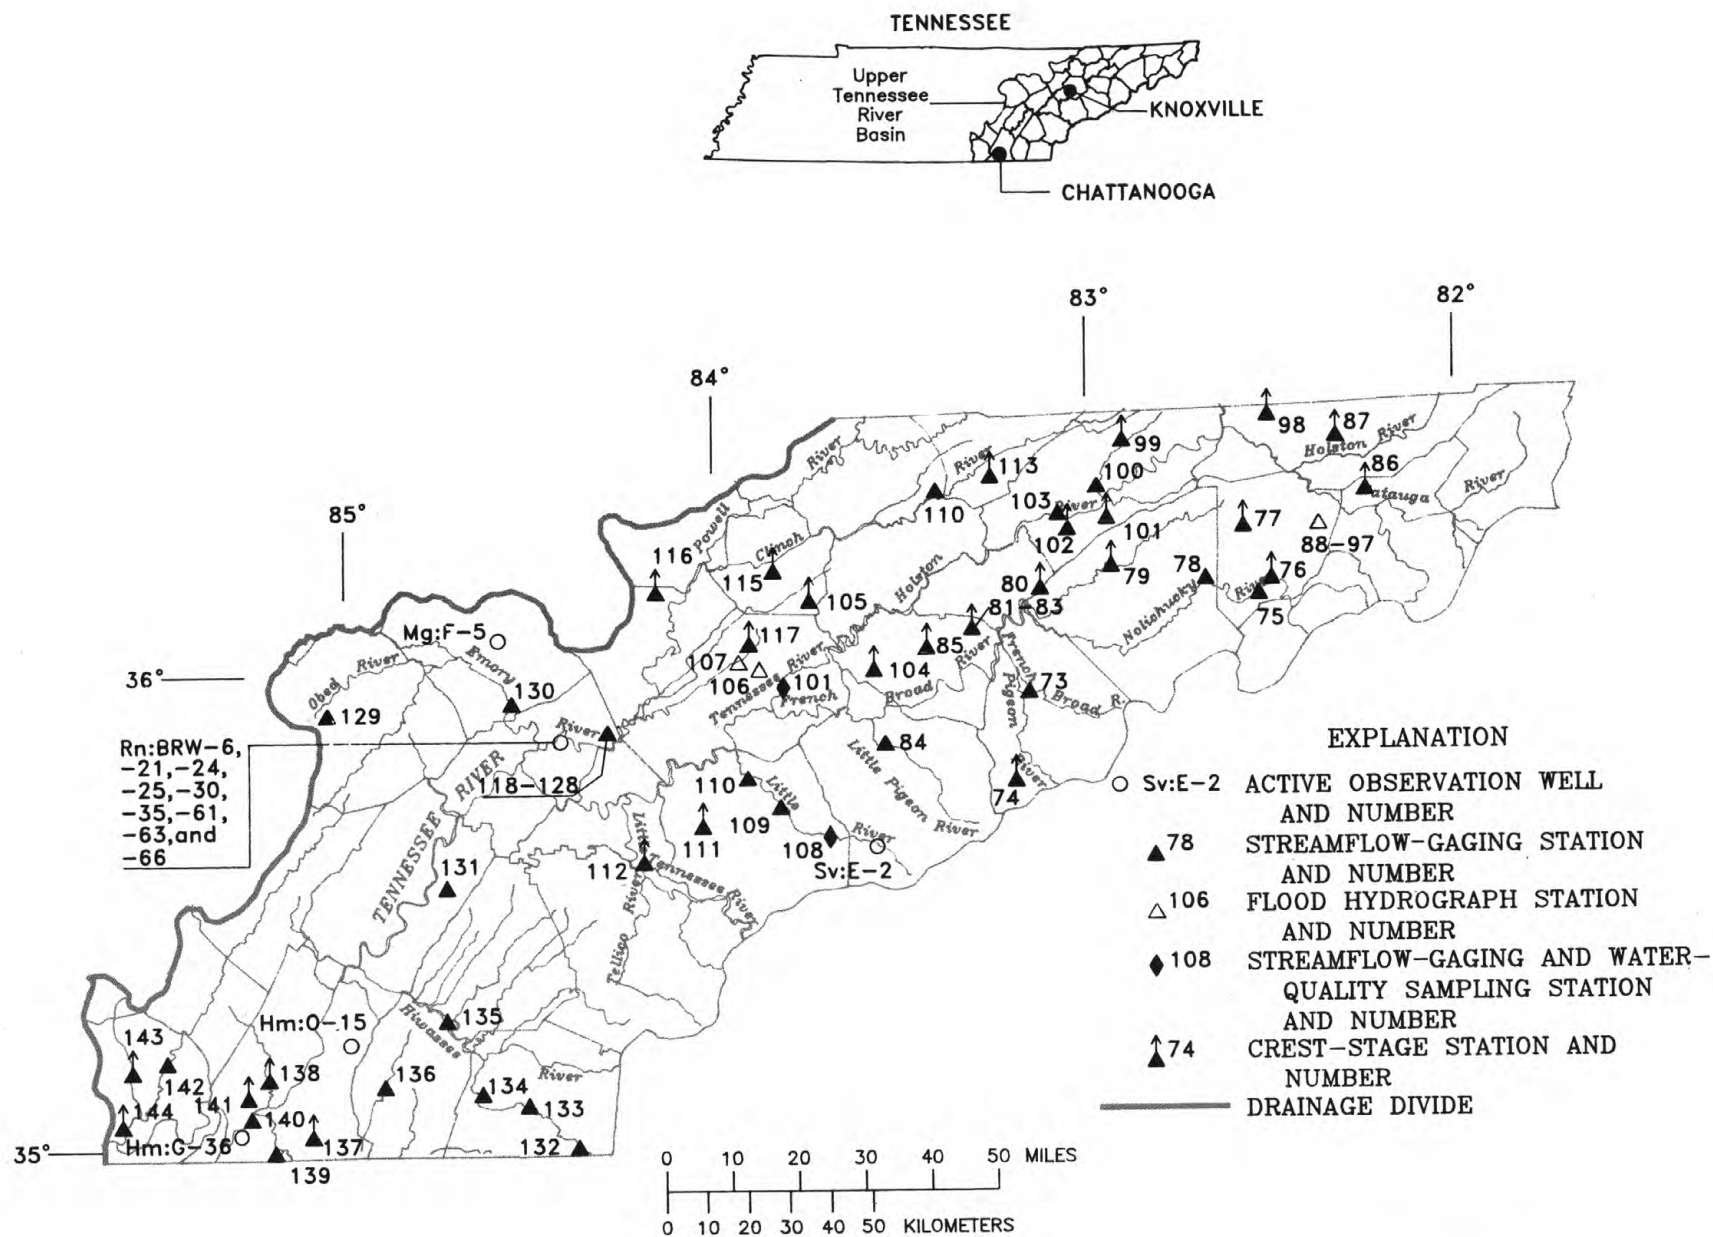 TENNESSEE
Upper
Tennessee
River
Basin
KNOXVILLE
CHATTANOOGA
83°
82°
84°
85°
36°
35°
98
87
Holston River
99
86
Watauga
River
River
River
113
100
110
103
River
102
101
77
88-97
Powell
Clinch
116
115
105
Holston
80
79
78
76
River
75
Nolichucky
81-83
Mg:F-5
Emory
Obed
River
117
107
106
101
Tennessee River
French
Broad
River
104
85
French
Broad R.
73
Pigeon
River
74
130
129
River
118-128
Rn:BRW-6,
-21,-24,
-25,-30,
-35,-61,
-63,and
-66
TENNESSEE RIVER
84
Little Pigeon River
110
Little
River
109
108
Sv:E-2
111
112
Little Tennessee River
Tellico River
131
Hm:O-15
135
Hiwassee
River
143
142
144
141
138
140
Hm:G-36
137
139
136
134
133
132
EXPLANATION
Sv:E-2 ACTIVE OBSERVATION WELL
AND NUMBER
78 STREAMFLOW-GAGING STATION
AND NUMBER
106 FLOOD HYDROGRAPH STATION
AND NUMBER
108 STREAMFLOW-GAGING AND WATER-
QUALITY SAMPLING STATION
AND NUMBER
74 CREST-STAGE STATION AND
NUMBER
DRAINAGE DIVIDE
0 10 20 30 40 50 MILES
0 10 20 30 40 50 KILOMETERS